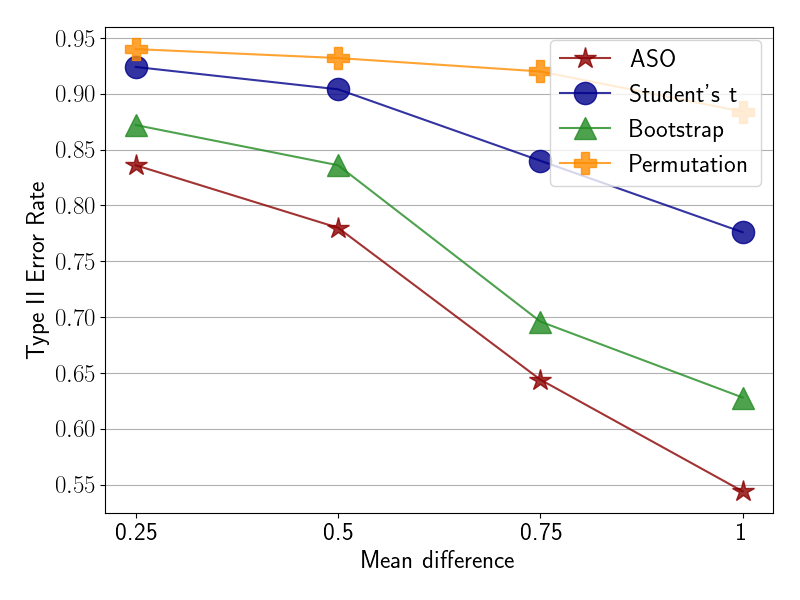 0.95
0.90
0.85
0.80
0.75
0.70
0.65
0.60
0.55
Type II Error Rate
ASO
Student's t
Bootstrap
Permutation
0.25 0.5 0.75 1
Mean difference